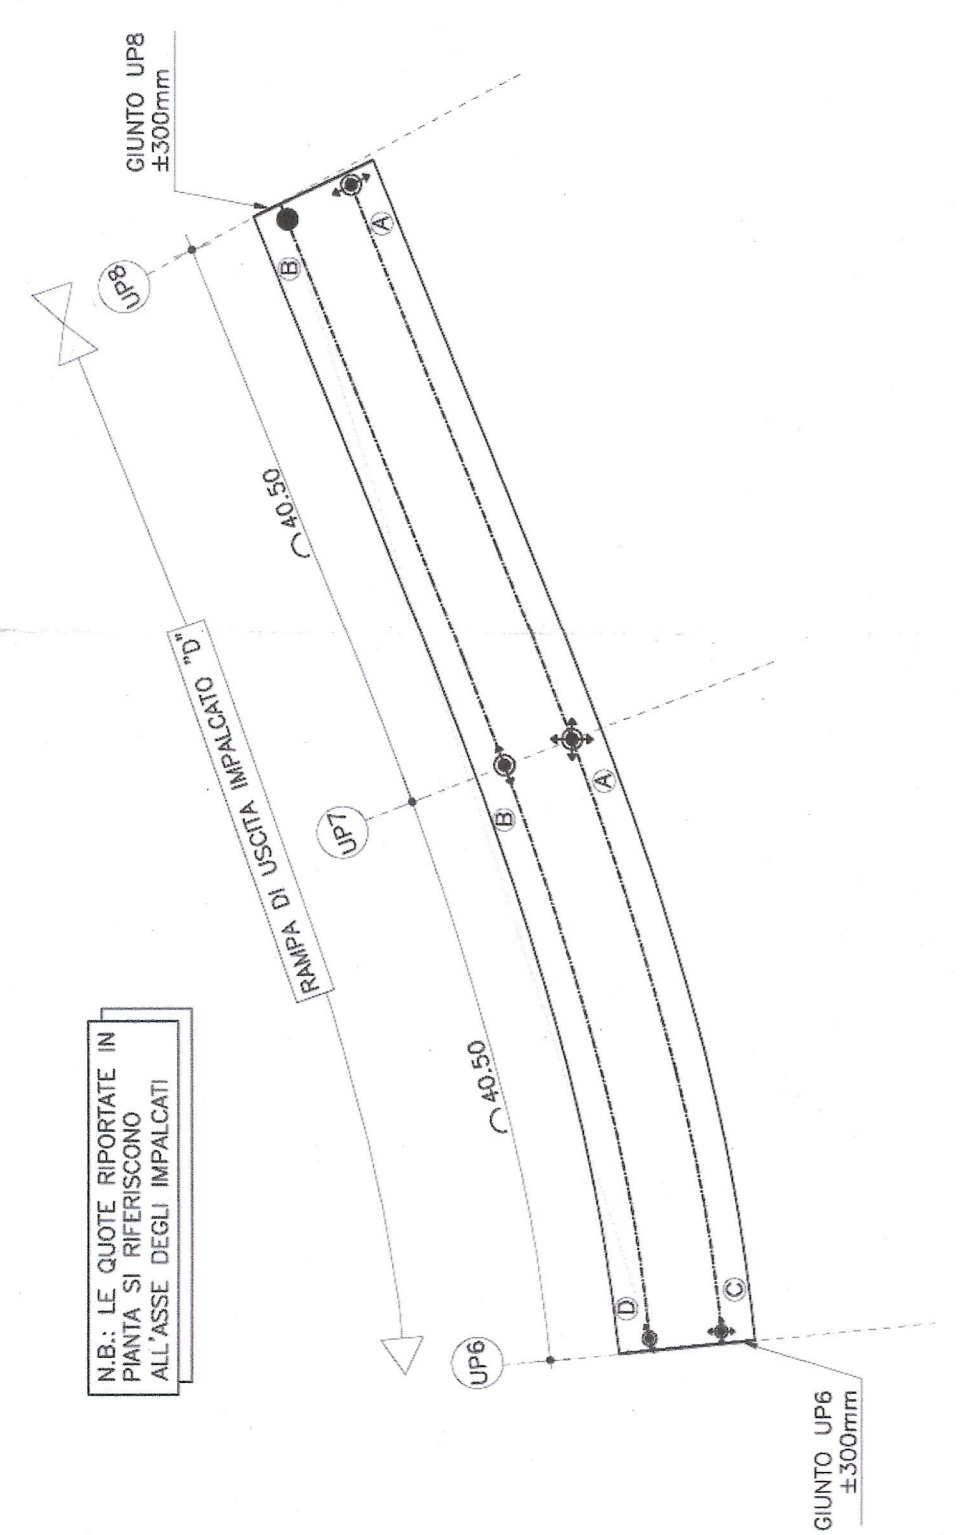 N.B.: LE QUOTE RIPORTATE IN
PIANTA SI RIFERISCONO
ALL'ASSE DEGLI IMPALCATI
RAMPA DI USCITA IMPALCATO "D"
GIUNTO UP8
±300mm
UP8
40.50
UP7
40.50
UP6
GIUNTO UP6
±300mm
B
A
B
A
D
C